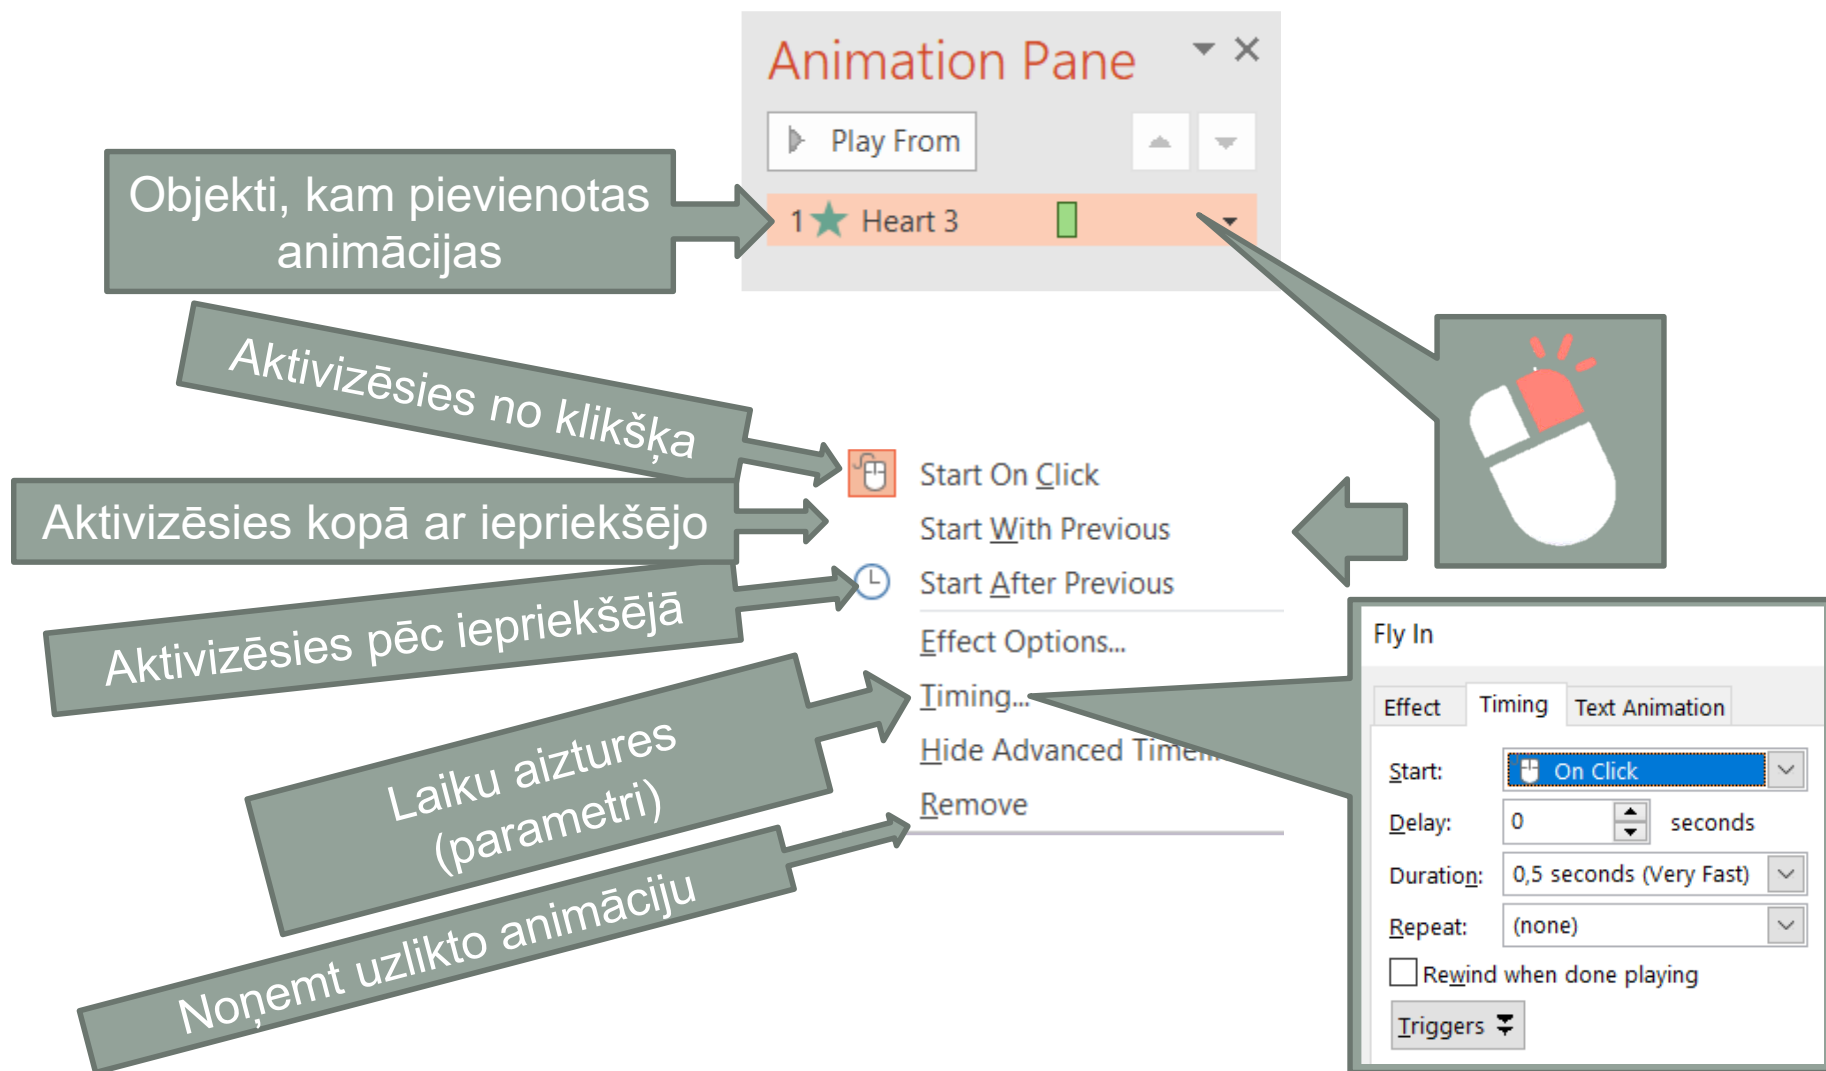 Animation Pane
Play From
Objekti, kam pievienotas
animācijas
1 Heart 3
Aktivizēsies no klikšķa
Start On Click
Aktivizēsies kopā ar iepriekšējo
Start With Previous
Aktivizēsies pēc iepriekšējā
Start After Previous
Effect Options...
Laiku aiztures
(parametri)
Timing...
Hide Advanced
Noņemt uzlikto animāciju
Remove
Fly In
Effect
Timing
Text Animation
Start: On Click
Delay: 0 seconds
Duration: 0,5 seconds (Very Fast)
Repeat: (none)
Rewind when done playing
Triggers